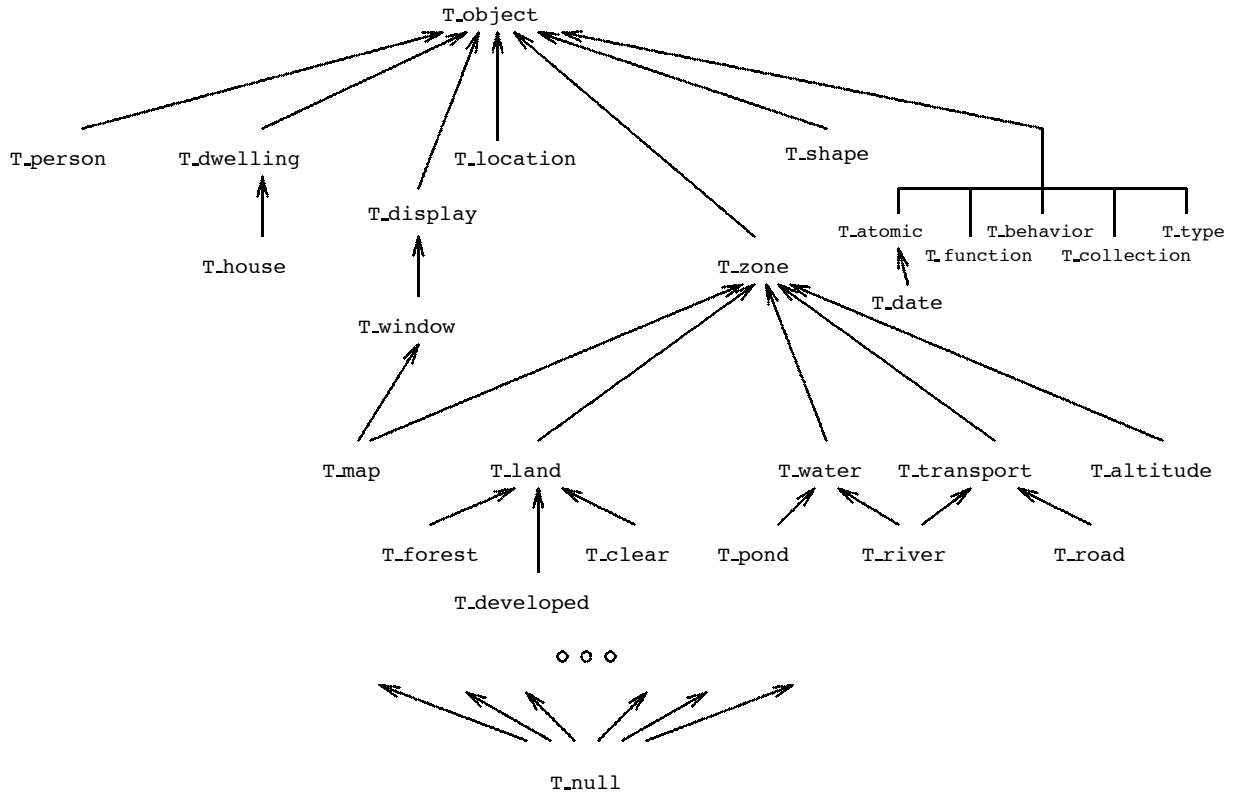 T_object
T_person T_dwelling T_location T_shape
T_display
T_atomic T_behavior T_type
T_function T_collection
T_house T_zone
T_date
T_window
T_map T_land T_water T_transport T_altitude
T_forest T_clear T_pond T_river T_road
T_developed
T_null